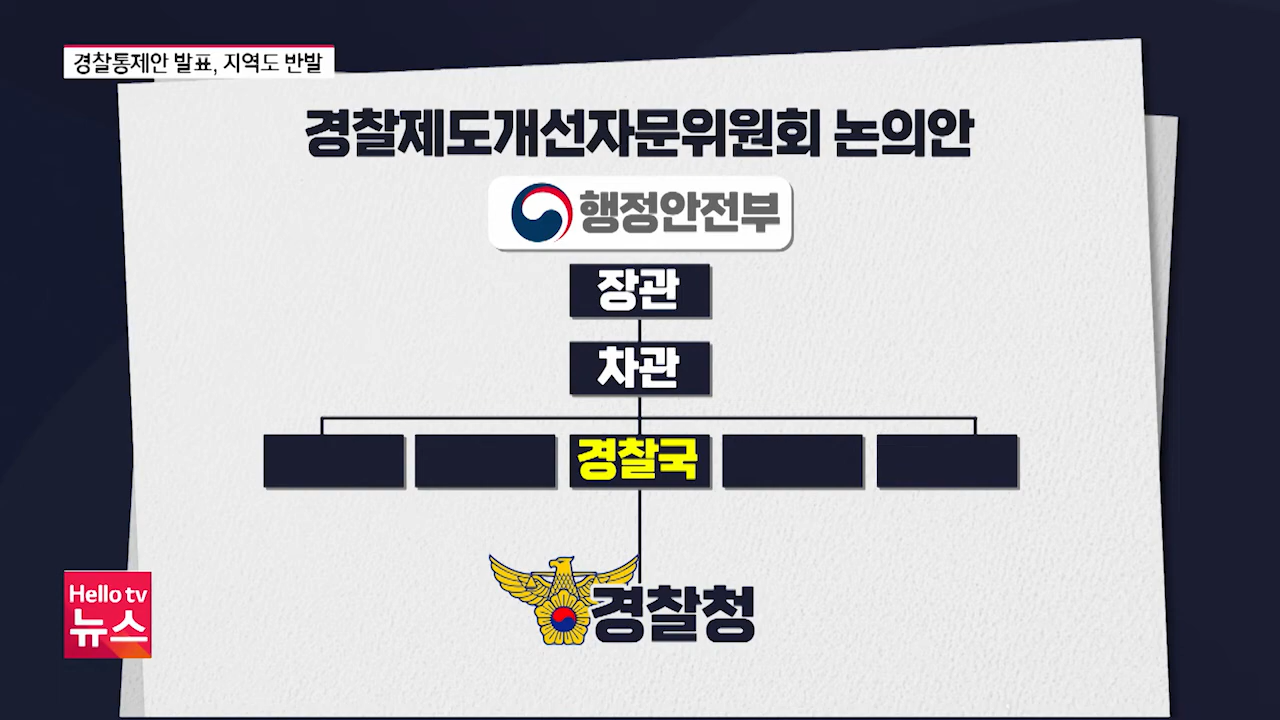 경찰통제안 발표, 지역도 반발
경찰제도개선자문위원회 논의안
행정안전부
장관
차관
경찰국
경찰청
Hello tv
뉴스